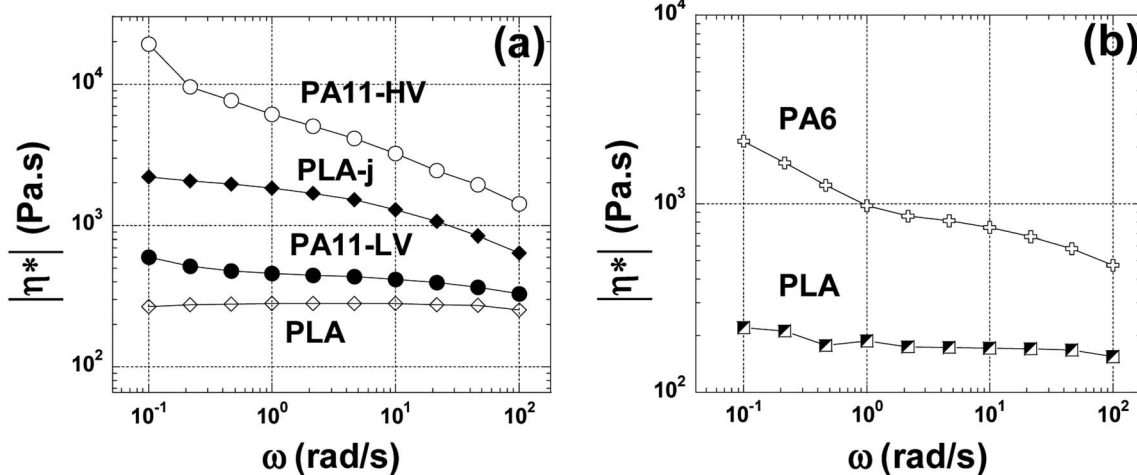 (a)
10⁴
10³
10²
|η*| (Pa.s)
PA11-HV
PLA-j
PA11-LV
PLA
10⁻¹ 10⁰ 10¹ 10²
ω (rad/s)
(b)
10⁴
10³
10²
|η*| (Pa.s)
PA6
PLA
10⁻¹ 10⁰ 10¹ 10²
ω (rad/s)